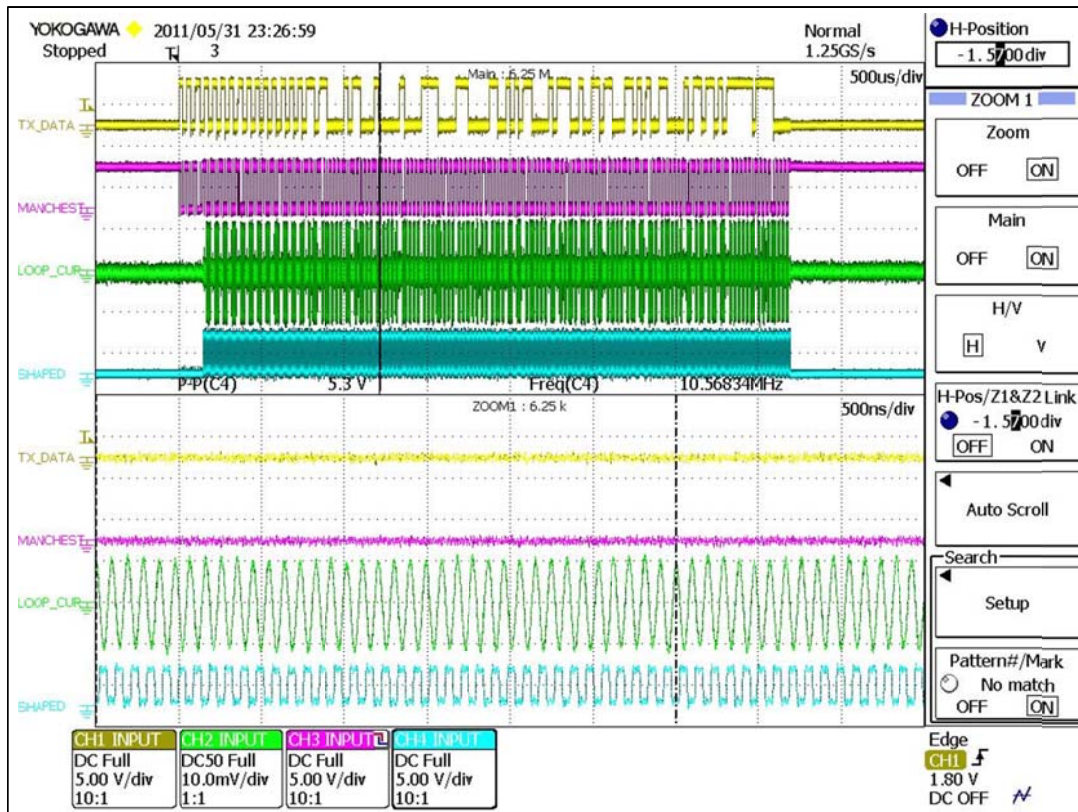 YOKOGAWA 2011/05/31 23:26:59
Stopped 3
Normal
1.25GS/s
Main : 6.25 M
500us/div
TX_DATA
MANCHEST
LOOP_CUR
SHAPED
P-P(C4) 5.3 V Freq(C4) 10.56834MHz
ZOOM1 : 6.25 k
500ns/div
TX_DATA
MANCHEST
LOOP_CUR
SHAPED
CH1 INPUT
DC Full
5.00 V/div
10:1
CH2 INPUT
DC50 Full
10.0mV/div
1:1
CH3 INPUT
DC Full
5.00 V/div
10:1
CH4 INPUT
DC Full
5.00 V/div
10:1
H-Position
-1.5700div
ZOOM 1
Zoom
OFF ON
Main
OFF ON
H/V
H V
H-Pos/Z1&Z2 Link
-1.5700div
OFF ON
Auto Scroll
Search
Setup
Pattern#/Mark
No match
OFF ON
Edge
CH1
1.80 V
DC OFF